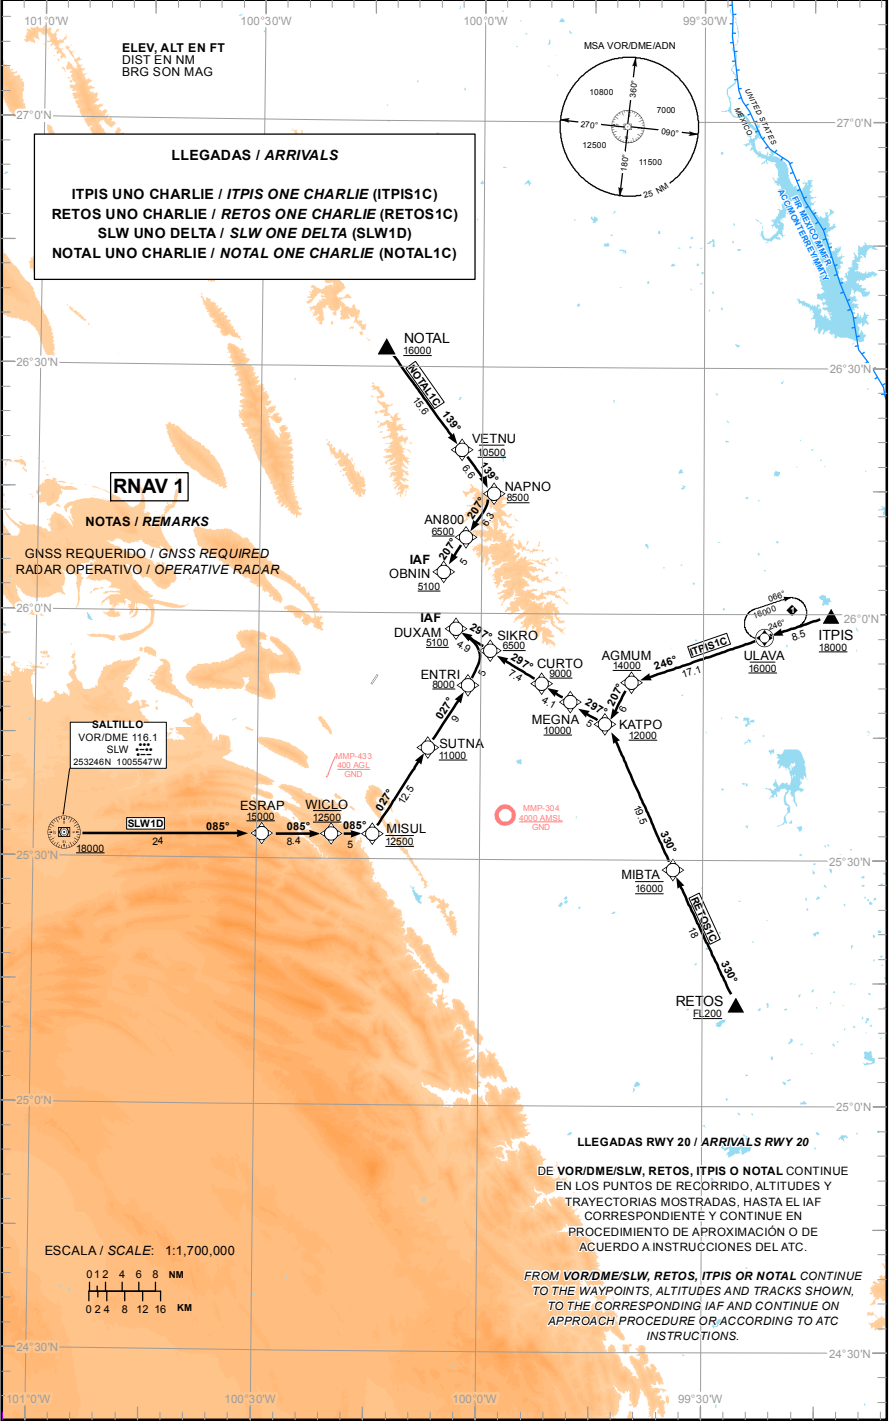 101°0'W
100°30'W
100°0'W
99°30'W
ELEV, ALT EN FT
DIST EN NM
BRG SON MAG
MSA VOR/DME/ADN
10800
360°
7000
270°
090°
12500
180°
11500
25 NM
UNITED STATES
MEXICO
27°0'N
27°0'N
LLEGADAS / ARRIVALS
ITPIS UNO CHARLIE / ITPIS ONE CHARLIE (ITPIS1C)
RETOS UNO CHARLIE / RETOS ONE CHARLIE (RETOS1C)
SLW UNO DELTA / SLW ONE DELTA (SLW1D)
NOTAL UNO CHARLIE / NOTAL ONE CHARLIE (NOTAL1C)
FIR MEXICO/MMFR
ACC/MONTERREY/MMTY
NOTAL
16000
26°30'N
26°30'N
NOTAL1C
15.6
139°
VETNU
10500
6.6
139°
NAPNO
8500
RNAV 1
NOTAS / REMARKS
GNSS REQUERIDO / GNSS REQUIRED
RADAR OPERATIVO / OPERATIVE RADAR
207°
6.3
AN800
6500
207°
5
IAF
OBNIN
5100
26°0'N
26°0'N
IAF
DUXAM
5100
297°
4.9
SIKRO
6500
297°
7.4
CURTO
9000
4.1
MEGNA
10000
297°
5
KATPO
12000
AGMUM
14000
207°
6
246°
17.1
ITPIS1C
066°
16000
246°
ULAVA
16000
8.5
ITPIS
18000
ENTRI
8000
5
027°
9
SUTNA
11000
SALTILLO
VOR/DME 116.1
SLW
253246N 1005547W
MMP-433
400 AGL
GND
MMP-304
4000 AMSL
GND
027°
12.5
ESRAP
15000
WICLO
12500
SLW1D
085°
24
085°
8.4
085°
5
MISUL
12500
18000
25°30'N
25°30'N
19.5
330°
MIBTA
16000
RETOS1C
18
330°
RETOS
FL200
25°0'N
25°0'N
LLEGADAS RWY 20 / ARRIVALS RWY 20
DE VOR/DME/SLW, RETOS, ITPIS O NOTAL CONTINUE
EN LOS PUNTOS DE RECORRIDO, ALTITUDES Y
TRAYECTORIAS MOSTRADAS, HASTA EL IAF
CORRESPONDIENTE Y CONTINUE EN
PROCEDIMIENTO DE APROXIMACIÓN O DE
ACUERDO A INSTRUCCIONES DEL ATC.
FROM VOR/DME/SLW, RETOS, ITPIS OR NOTAL CONTINUE
TO THE WAYPOINTS, ALTITUDES AND TRACKS SHOWN,
TO THE CORRESPONDING IAF AND CONTINUE ON
APPROACH PROCEDURE OR ACCORDING TO ATC
INSTRUCTIONS.
ESCALA / SCALE: 1:1,700,000
0 1 2 4 6 8 NM
0 2 4 8 12 16 KM
24°30'N
24°30'N
101°0'W
100°30'W
100°0'W
99°30'W